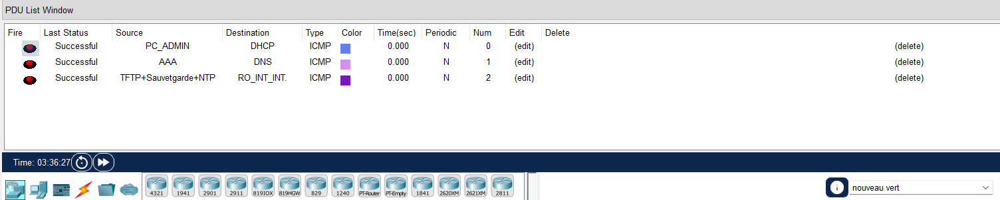 PDU List Window
Fire Last Status Source Destination Type Color Time(sec) Periodic Num Edit Delete
Successful PC_ADMIN DHCP ICMP 0.000 N 0 (edit) (delete)
Successful AAA DNS ICMP 0.000 N 1 (edit) (delete)
Successful TFTP+Sauvetgarde+NTP RO_INT_INT. ICMP 0.000 N 2 (edit) (delete)
Time: 03:36:27
4321 1941 2901 2911 819IOX 819HGW 829 1240 PT-Router PT-Empty 1841 2620XM 2621XM 2811
i nouveau vert